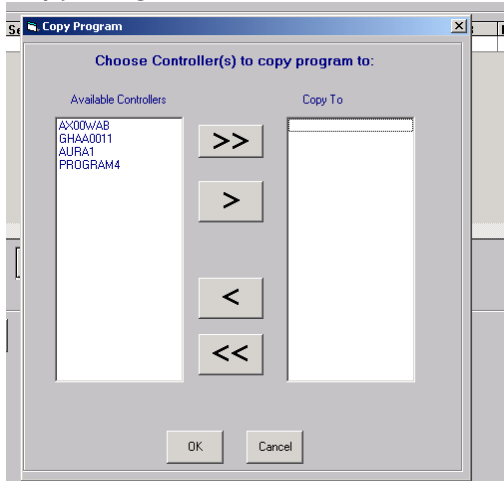 Copy Program
Choose Controller(s) to copy program to:
Available Controllers
Copy To
AX00WAB
GHAA0011
AURA1
PROGRAM4
>>
>
<
<<
OK
Cancel